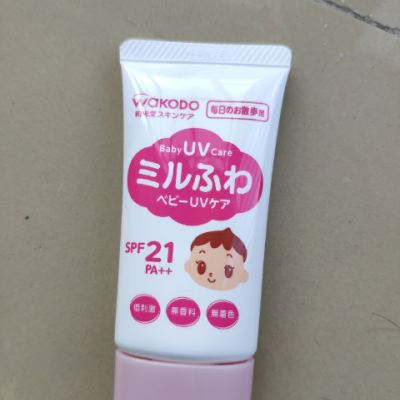 WAKODO
和光堂スキンケア
毎日のお散歩用
Baby UV Care
ミルふわ
ベビーUVケア
SPF 21
PA++
低刺激
無香料
無着色